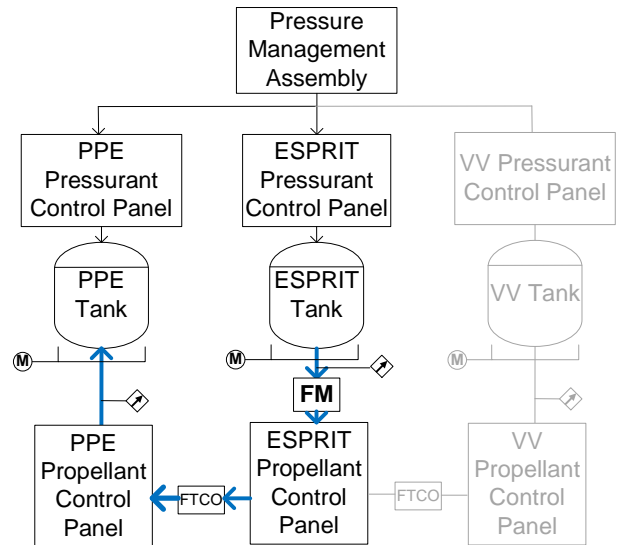 Pressure
Management
Assembly
PPE
Pressurant
Control Panel
ESPRIT
Pressurant
Control Panel
VV Pressurant
Control Panel
PPE
Tank
ESPRIT
Tank
VV Tank
M
M
M
FM
PPE
Propellant
Control
Panel
FTCO
ESPRIT
Propellant
Control
Panel
FTCO
VV
Propellant
Control
Panel